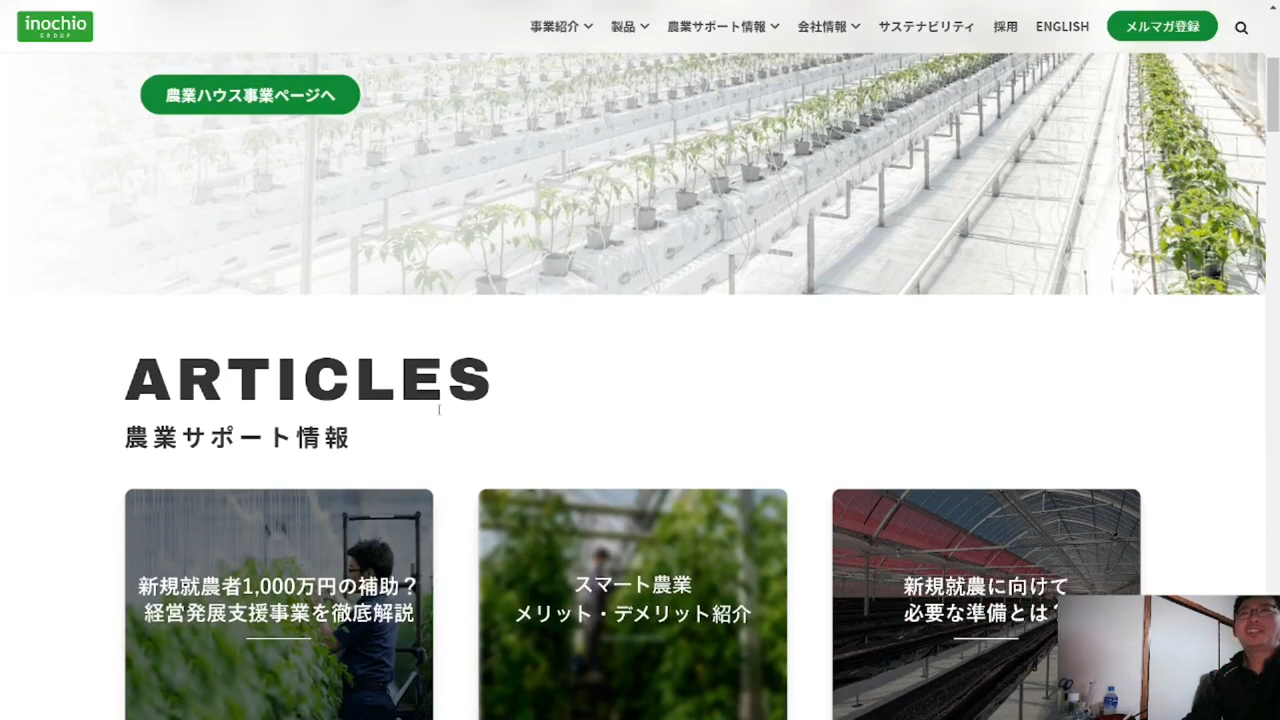 inochio
GROUP
事業紹介 製品 農業サポート情報 会社情報 サステナビリティ 採用 ENGLISH メルマガ登録
農業ハウス事業ページへ
ARTICLES
農業サポート情報
新規就農者1,000万円の補助？
経営発展支援事業を徹底解説
スマート農業
メリット・デメリット紹介
新規就農に向けて
必要な準備とは？